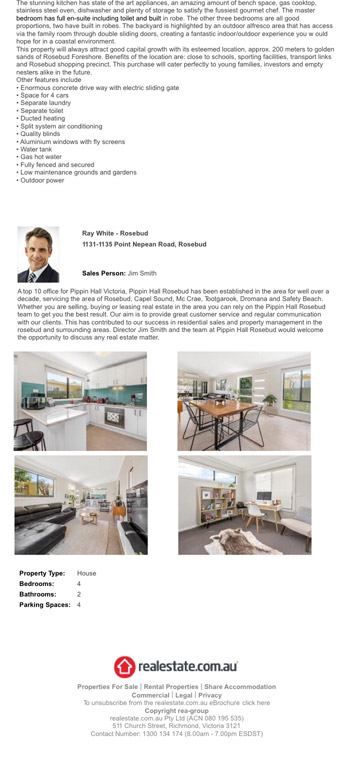 The stunning kitchen has state of the art appliances, an amazing amount of bench space, gas cooktop,
stainless steel oven, dishwasher and plenty of storage to satisfy the fussiest gourmet chef. The master
bedroom has full en-suite including toilet and built in robe. The other three bedrooms are all good
proportions, two have built in robes. The backyard is highlighted by an outdoor alfresco area that has access
via the family room through double sliding doors, creating a fantastic indoor/outdoor experience you w ould
hope for in a coastal environment.
This property will always attract good capital growth with its esteemed location, approx. 200 meters to golden
sands of Rosebud Foreshore. Benefits of the location are: close to schools, sporting facilities, transport links
and Rosebud shopping precinct. This purchase will cater perfectly to young families, investors and empty
nesters alike in the future.
Other features include
• Enormous concrete drive way with electric sliding gate
• Space for 4 cars
• Separate laundry
• Separate toilet
• Ducted heating
• Split system air conditioning
• Quality blinds
• Aluminium windows with fly screens
• Water tank
• Gas hot water
• Fully fenced and secured
• Low maintenance grounds and gardens
• Outdoor power
Ray White - Rosebud
1131-1135 Point Nepean Road, Rosebud
Sales Person: Jim Smith
A top 10 office for Pippin Hall Victoria, Pippin Hall Rosebud has been established in the area for well over a
decade, servicing the area of Rosebud, Capel Sound, Mc Crae, Tootgarook, Dromana and Safety Beach.
Whether you are selling, buying or leasing real estate in the area you can rely on the Pippin Hall Rosebud
team to get you the best result. Our aim is to provide great customer service and regular communication
with our clients. This has contributed to our success in residential sales and property management in the
rosebud and surrounding areas. Director Jim Smith and the team at Pippin Hall Rosebud would welcome
the opportunity to discuss any real estate matter.
Property Type: House
Bedrooms: 4
Bathrooms: 2
Parking Spaces: 4
realestate.com.au
Properties For Sale | Rental Properties | Share Accommodation
Commercial | Legal | Privacy
To unsubscribe from the realestate.com.au eBrochure click here
Copyright rea-group
realestate.com.au Pty Ltd (ACN 080 195 535)
511 Church Street, Richmond, Victoria 3121
Contact Number: 1300 134 174 (8.00am - 7.00pm ESDST)